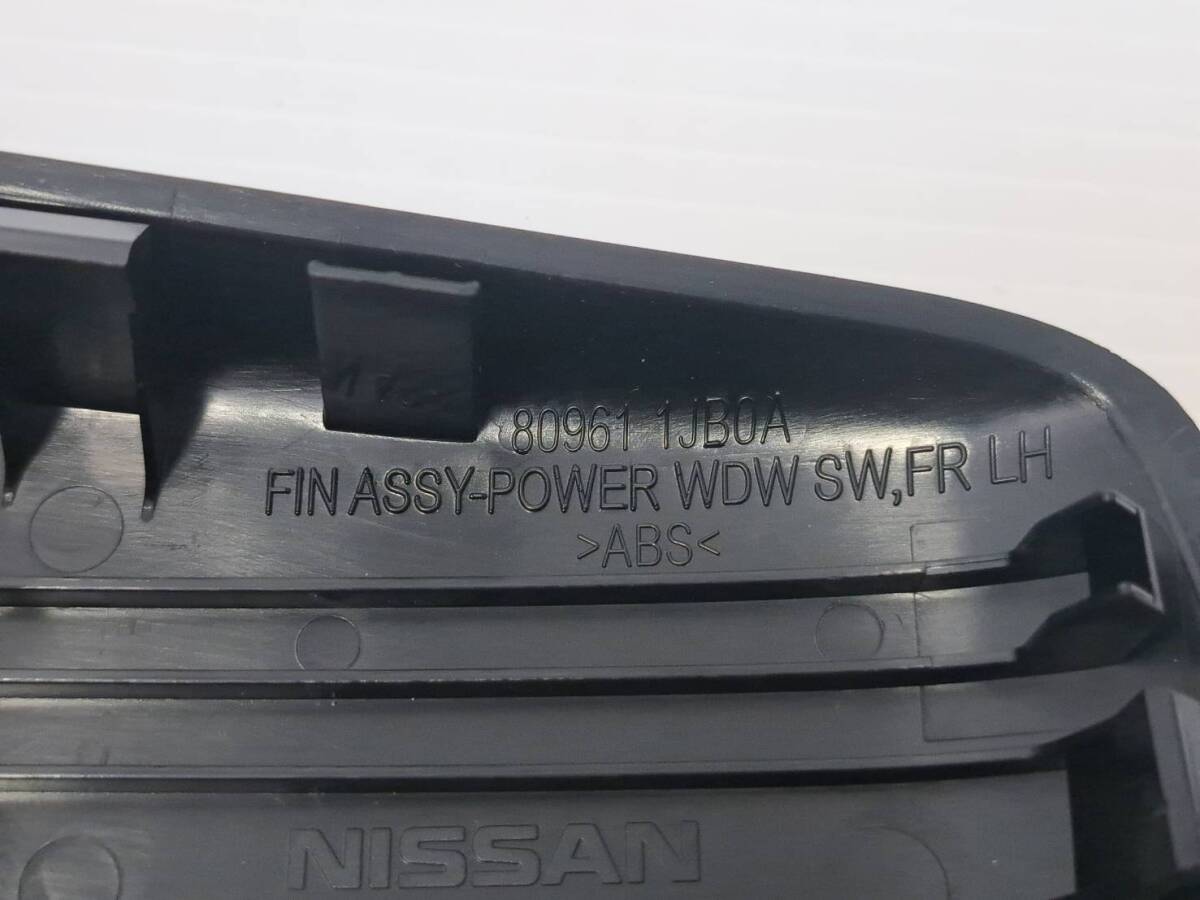 80961 1JB0A
FIN ASSY-POWER WDW SW,FR LH
>ABS<
NISSAN